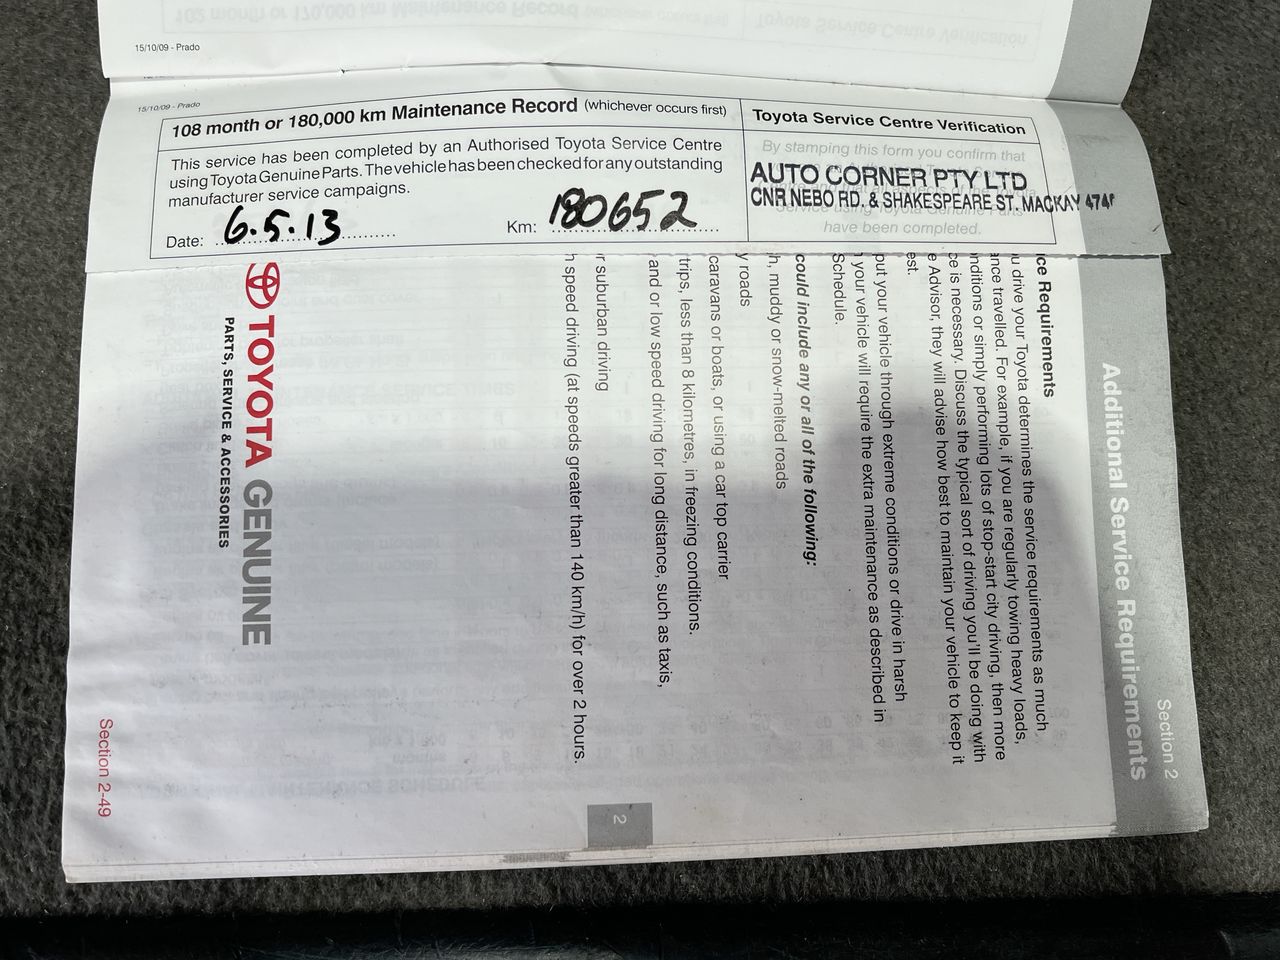 15/10/09 - Prado
15/10/09 - Prado
108 month or 180,000 km Maintenance Record (whichever occurs first)
This service has been completed by an Authorised Toyota Service Centre
using Toyota Genuine Parts. The vehicle has been checked for any outstanding
manufacturer service campaigns.
Date: 6.5.13
Km: 180652
Toyota Service Centre Verification
By stamping this form you confirm that
AUTO CORNER PTY LTD
CNR NEBO RD. & SHAKESPEARE ST. MACKAY 474
have been completed.
Section 2
Additional Service Requirements
ce Requirements
u drive your Toyota determines the service requirements as much
nce travelled. For example, if you are regularly towing heavy loads,
nditions or simply performing lots of stop-start city driving, then more
ce is necessary. Discuss the typical sort of driving you'll be doing with
e Advisor, they will advise how best to maintain your vehicle to keep it
est.
put your vehicle through extreme conditions or drive in harsh
your vehicle will require the extra maintenance as described in
Schedule.
could include any or all of the following:
h, muddy or snow-melted roads
y roads
caravans or boats, or using a car top carrier
trips, less than 8 kilometres, in freezing conditions.
and or low speed driving for long distance, such as taxis,
r suburban driving
h speed driving (at speeds greater than 140 km/h) for over 2 hours.
2
TOYOTA GENUINE
PARTS, SERVICE & ACCESSORIES
Section 2-49